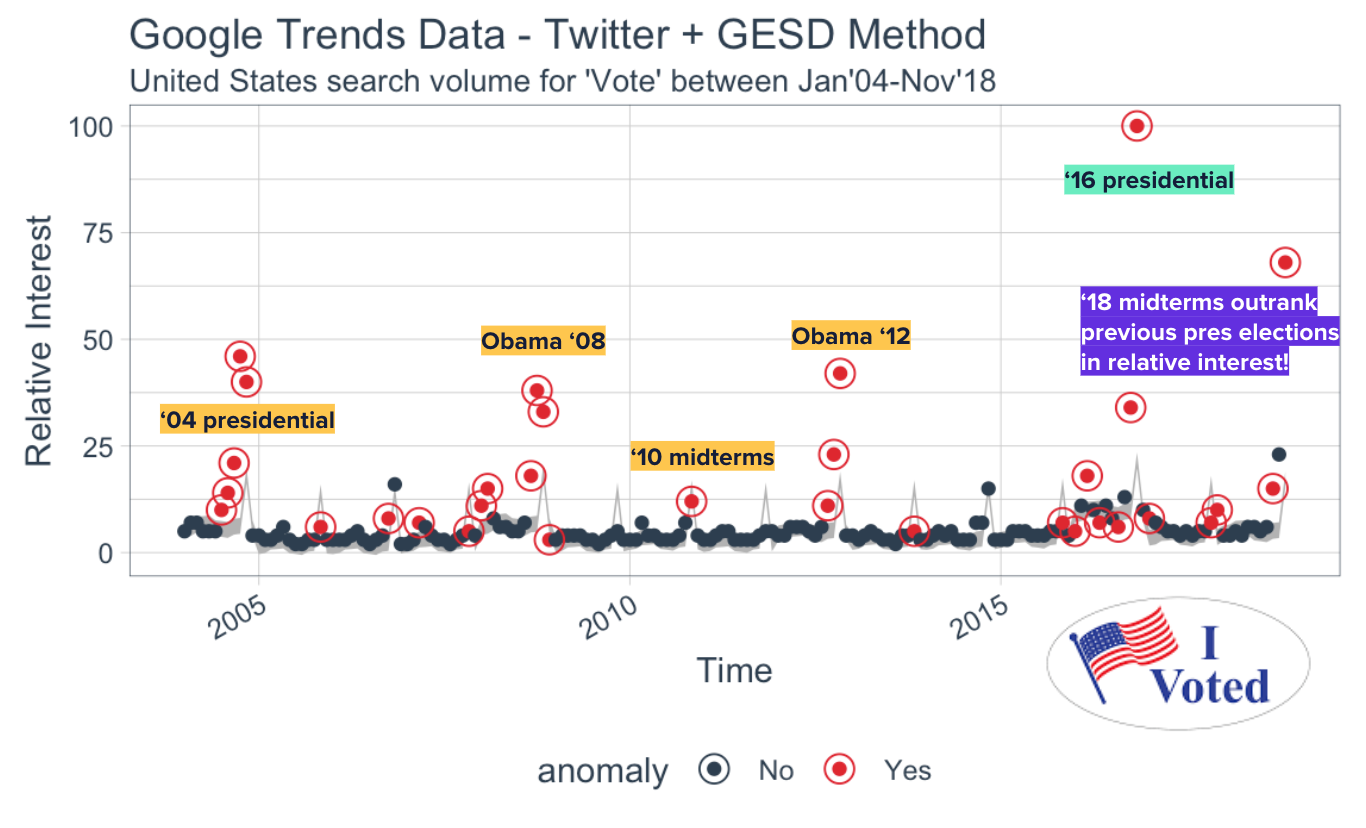 Google Trends Data - Twitter + GESD Method
United States search volume for 'Vote' between Jan'04-Nov'18
100
75
50
25
0
Relative Interest
‘16 presidential
‘18 midterms outrank
previous pres elections
in relative interest!
Obama ‘08
Obama ‘12
‘04 presidential
‘10 midterms
2005
2010
2015
Time
I
Voted
anomaly No Yes